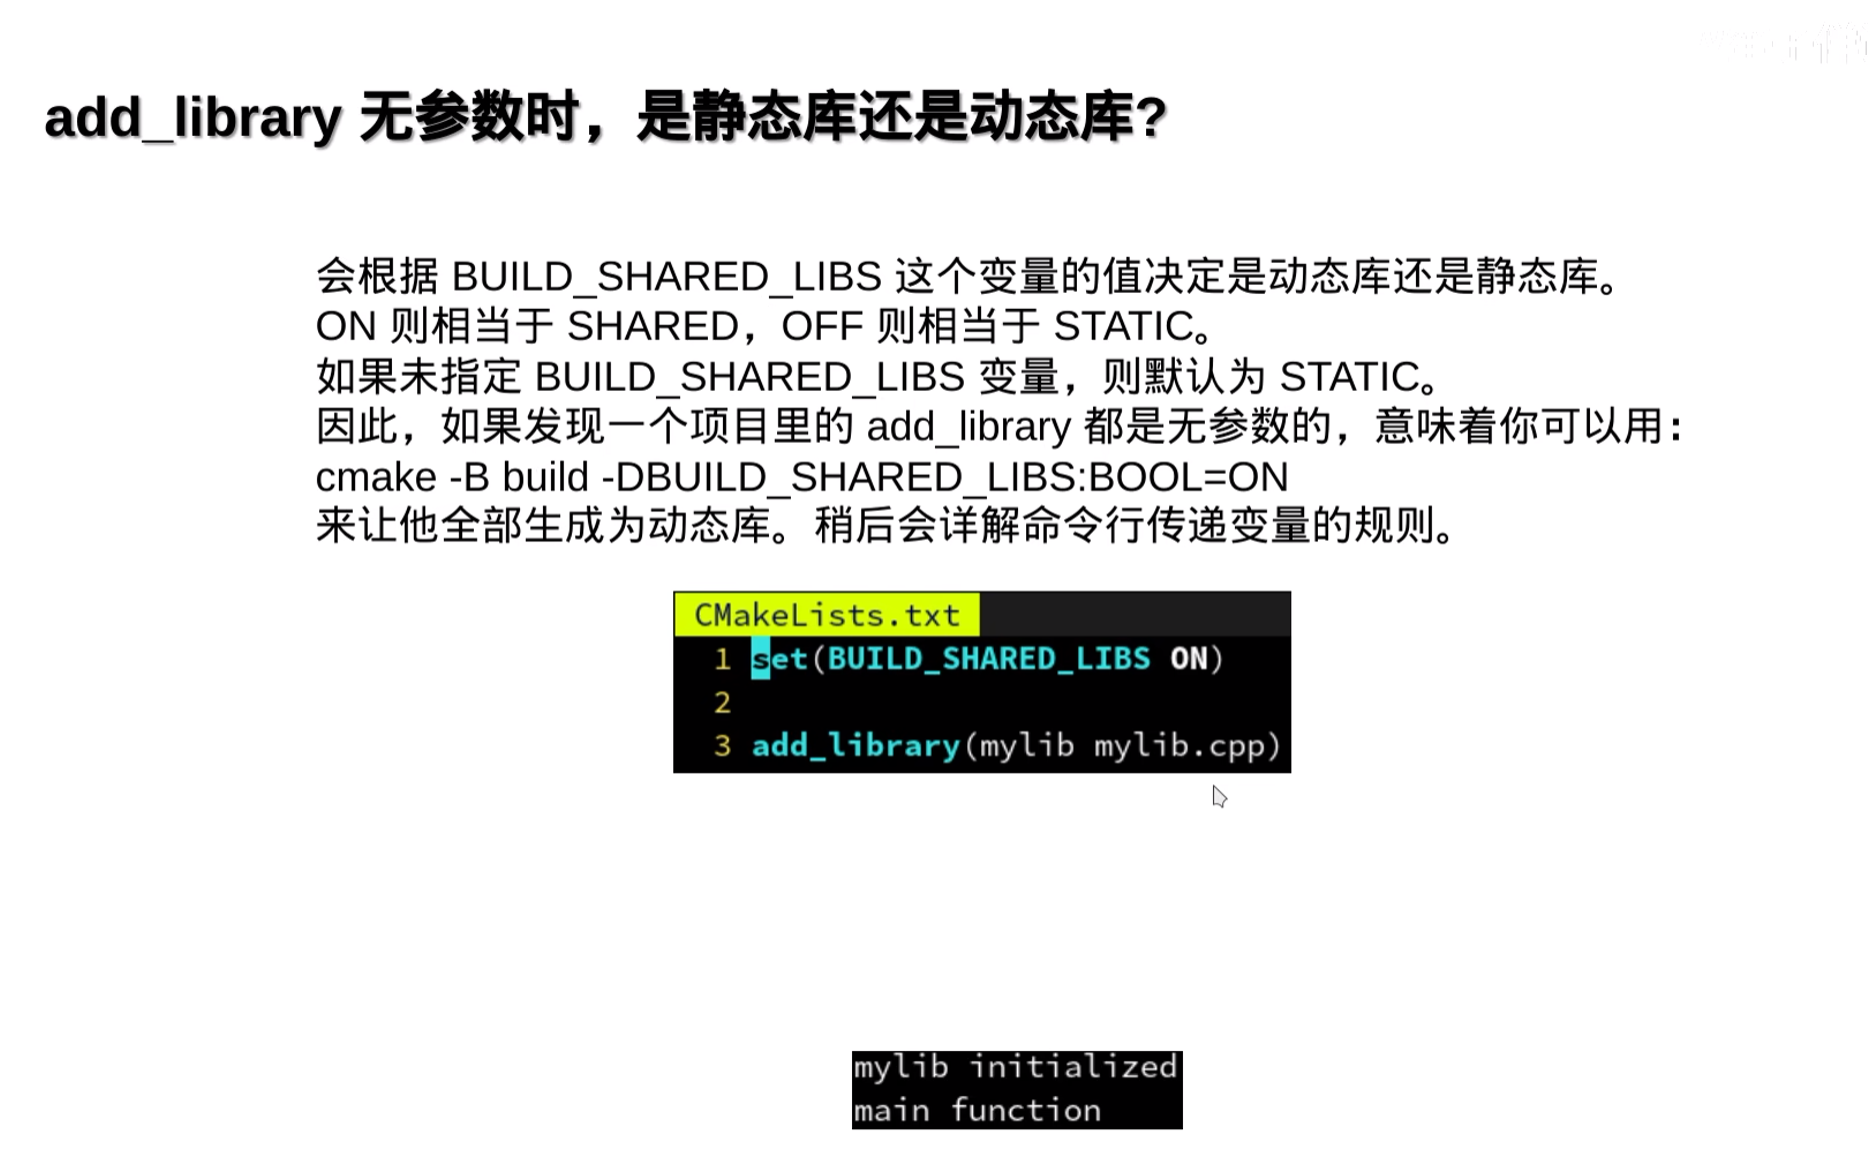 add_library 无参数时，是静态库还是动态库?
会根据 BUILD_SHARED_LIBS 这个变量的值决定是动态库还是静态库。
ON 则相当于 SHARED，OFF 则相当于 STATIC。
如果未指定 BUILD_SHARED_LIBS 变量，则默认为 STATIC。
因此，如果发现一个项目里的 add_library 都是无参数的，意味着你可以用：
cmake -B build -DBUILD_SHARED_LIBS:BOOL=ON
来让他全部生成为动态库。稍后会详解命令行传递变量的规则。
CMakeLists.txt
1 set(BUILD_SHARED_LIBS ON)
2
3 add_library(mylib mylib.cpp)
mylib initialized
main function